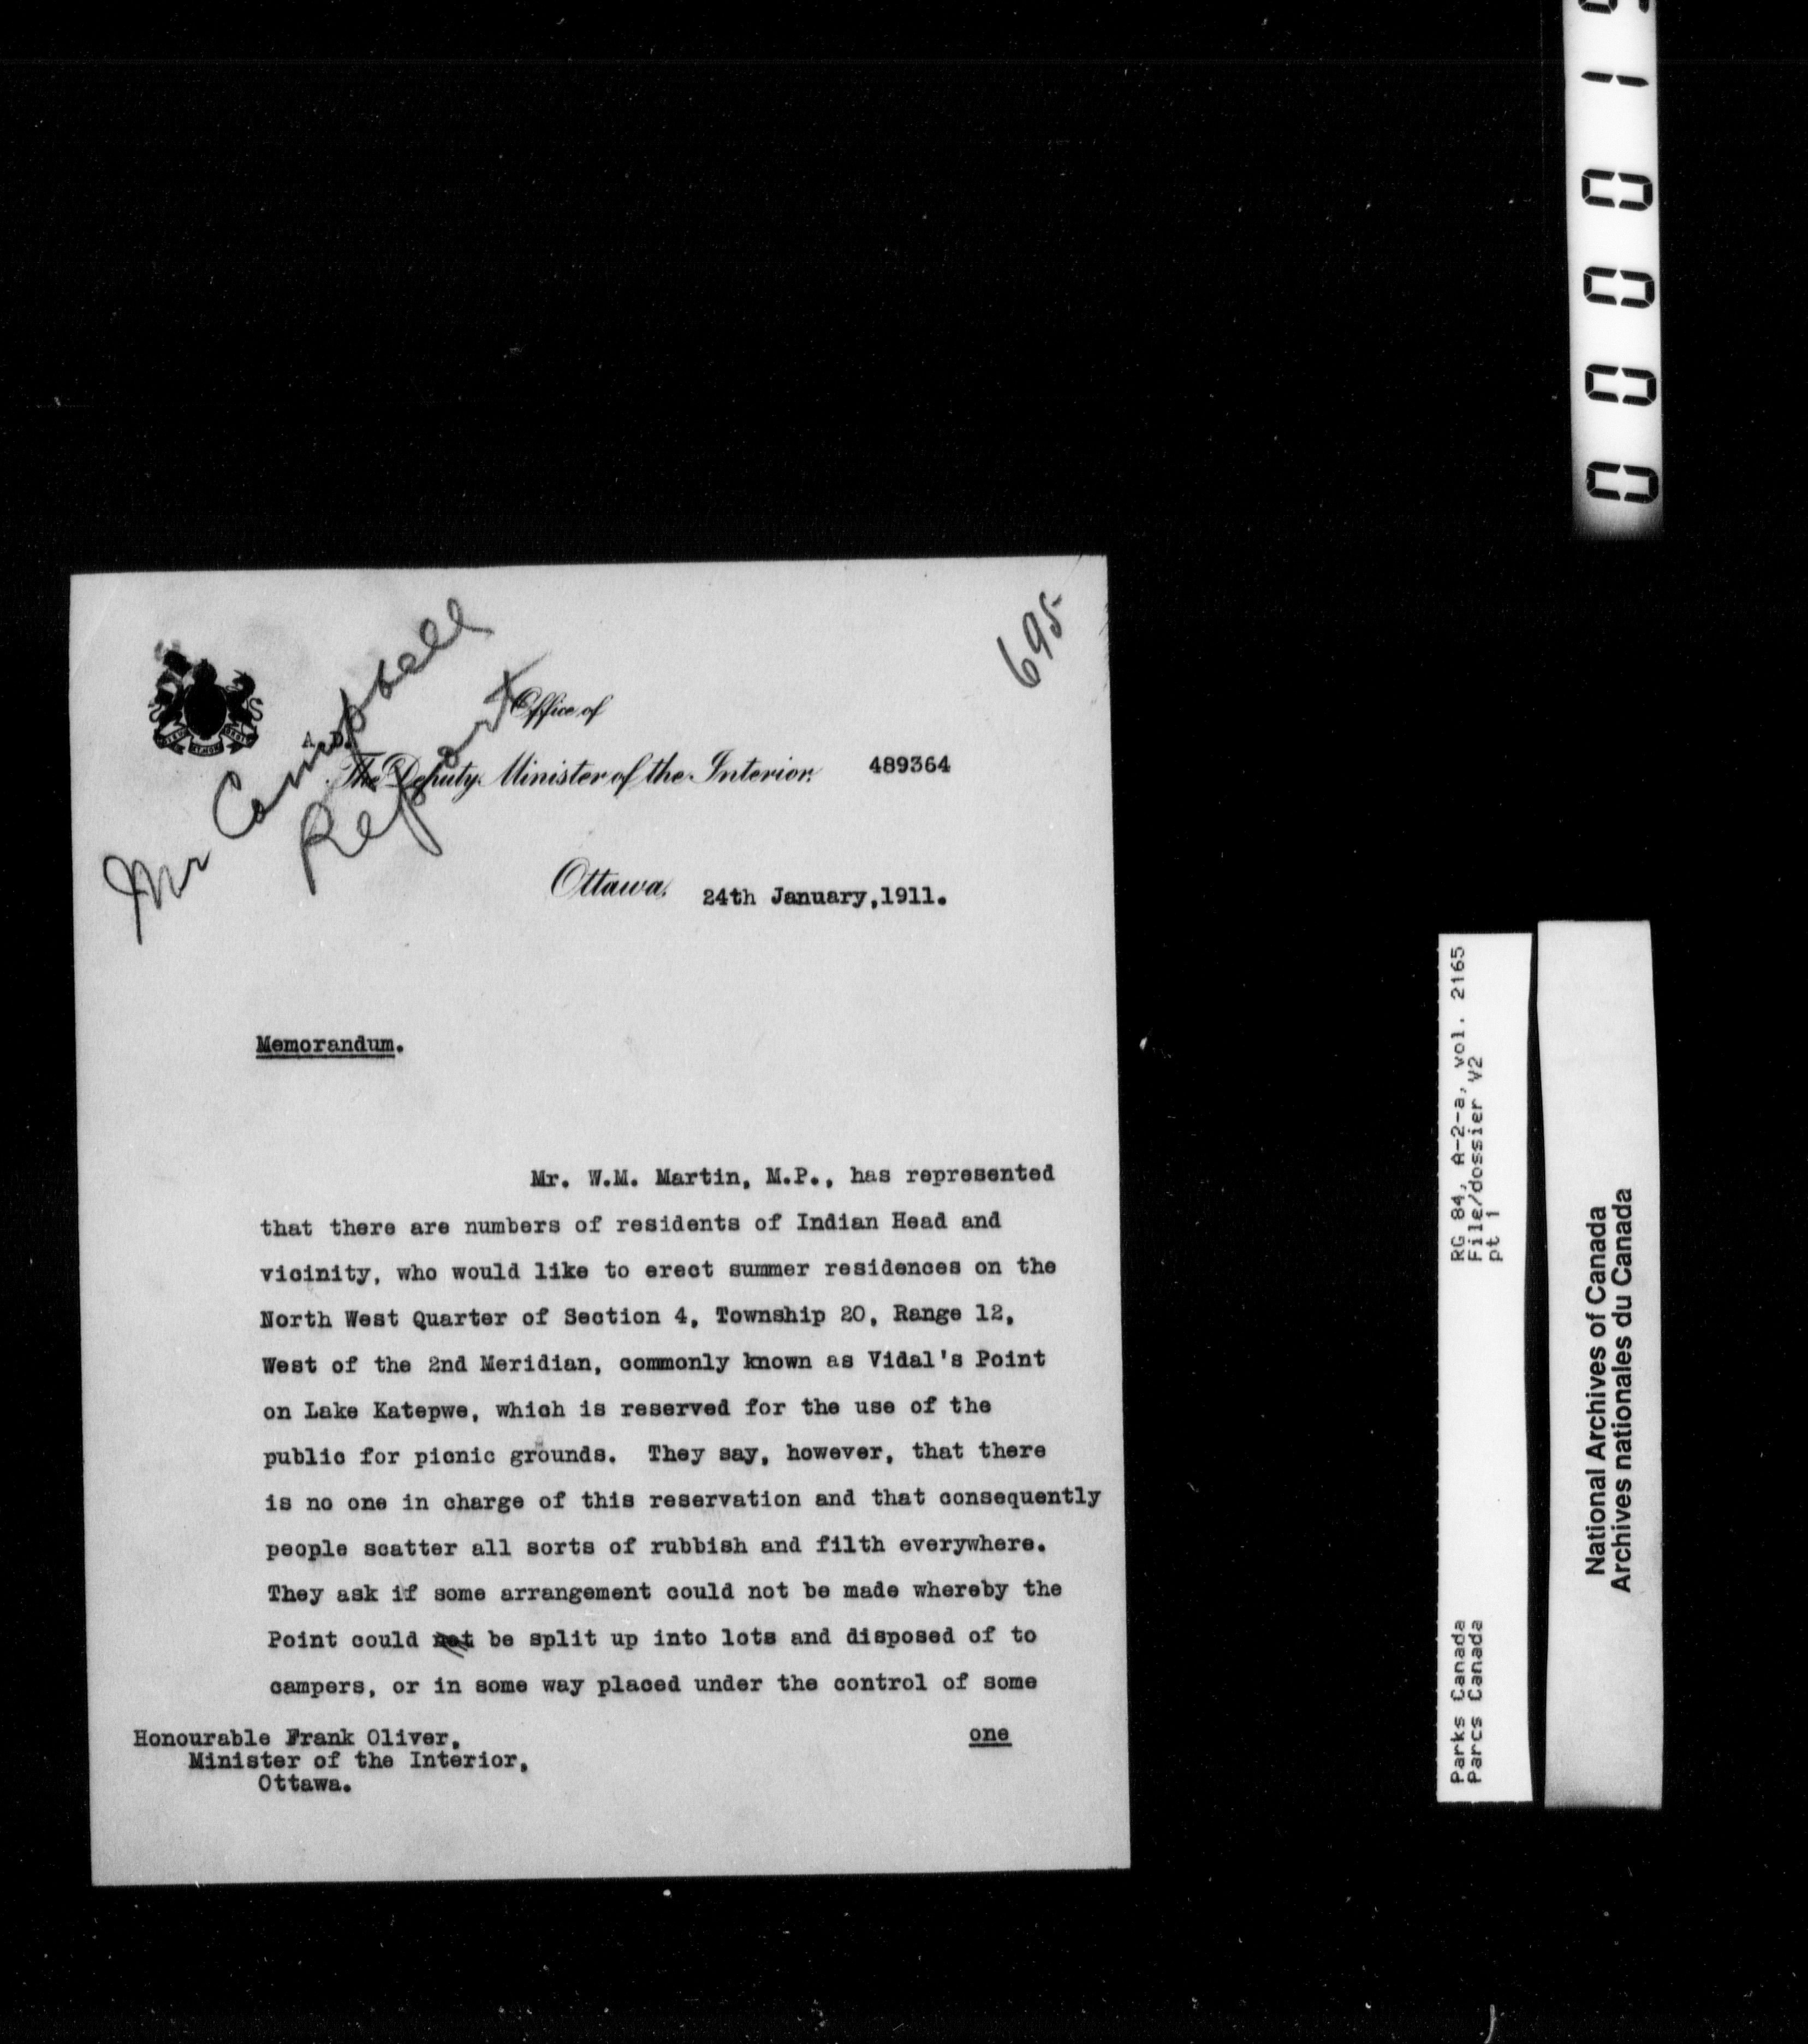 Mr Campbell
Report
695
Office of
A. D.
The Deputy Minister of the Interior.
489364
Ottawa, 24th January,1911.
Memorandum.
Mr. W.M. Martin, M.P., has represented
that there are numbers of residents of Indian Head and
vicinity, who would like to erect summer residences on the
North West Quarter of Section 4, Township 20, Range 12,
West of the 2nd Meridian, commonly known as Vidal's Point
on Lake Katepwe, which is reserved for the use of the
public for picnic grounds. They say, however, that there
is no one in charge of this reservation and that consequently
people scatter all sorts of rubbish and filth everywhere.
They ask if some arrangement could not be made whereby the
Point could not be split up into lots and disposed of to
campers, or in some way placed under the control of some
one
Honourable Frank Oliver,
Minister of the Interior,
Ottawa.
RG 84, A-2-a, vol. 2165
File/dossier V2
pt 1
Parks Canada
Parcs Canada
National Archives of Canada
Archives nationales du Canada